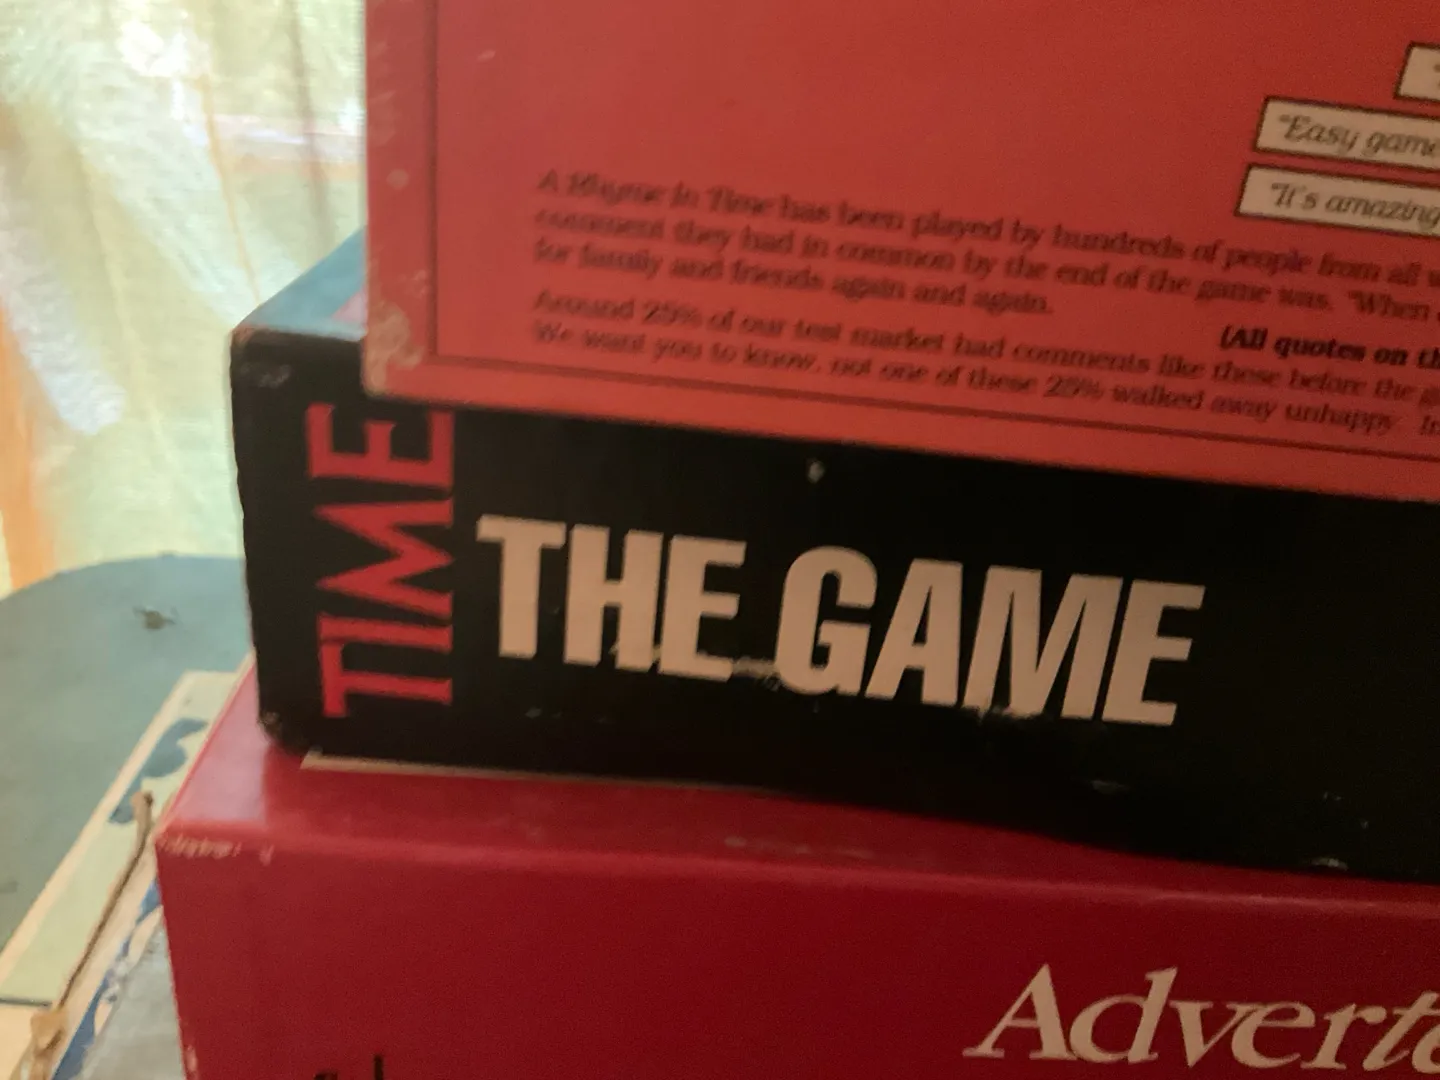 "Easy game
"It's amazing
A Rhyme In Time has been played by hundreds of people from all
comment they had in common by the end of the game was. "When
for family and friends again and again.
(All quotes on th
Around 25% of our test market had comments like these before the
We want you to know, not one of these 25% walked away unhappy In
TIME
THE GAME
Adverte